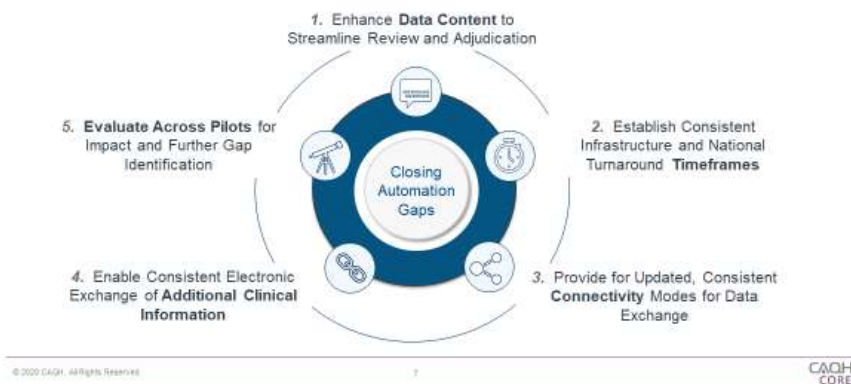 1. Enhance Data Content to
Streamline Review and Adjudication
5. Evaluate Across Pilots for
Impact and Further Gap
Identification
2. Establish Consistent
Infrastructure and National
Turnaround Timeframes
Closing
Automation
Gaps
4. Enable Consistent Electronic
Exchange of Additional Clinical
Information
3. Provide for Updated, Consistent
Connectivity Modes for Data
Exchange
© 2020 CAQH, All Rights Reserved.
7
CAQH
CORE